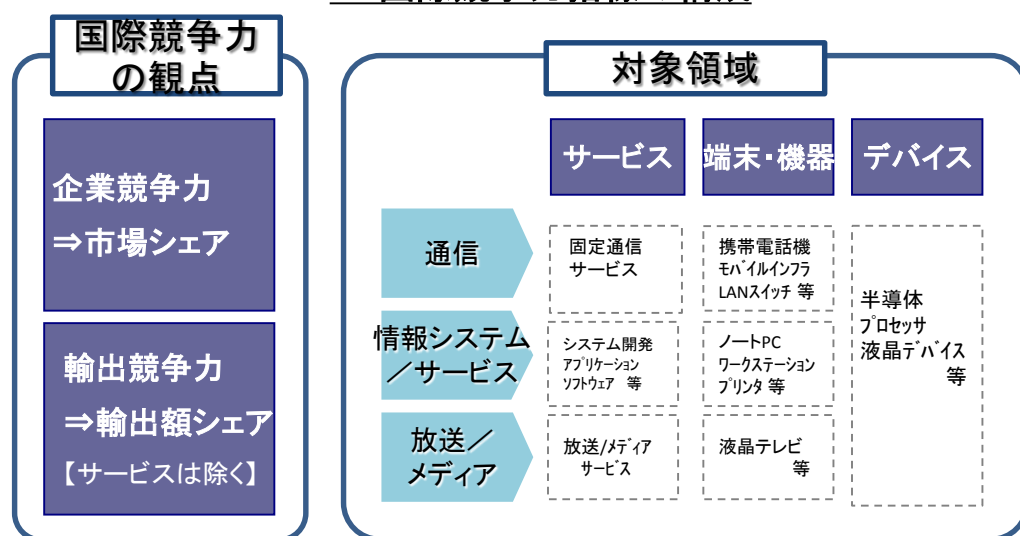 国際競争力
の観点
企業競争力
⇒市場シェア
輸出競争力
⇒輸出額シェア
【サービスは除く】
対象領域
サービス
端末・機器
デバイス
通信
固定通信
サービス
携帯電話機
ﾓﾊﾞｲﾙｲﾝﾌﾗ
LANｽｲｯﾁ 等
情報システム
／サービス
システム開発
ｱﾌﾟﾘｹｰｼｮﾝ
ｿﾌﾄｳｪｱ 等
ノートPC
ﾜｰｸｽﾃｰｼｮﾝ
ﾌﾟﾘﾝﾀ 等
放送／
メディア
放送/ﾒﾃﾞｨｱ
ｻｰﾋﾞｽ
液晶テレビ
等
半導体
ﾌﾟﾛｾｯｻ
液晶ﾃﾞﾊﾞｲｽ
等